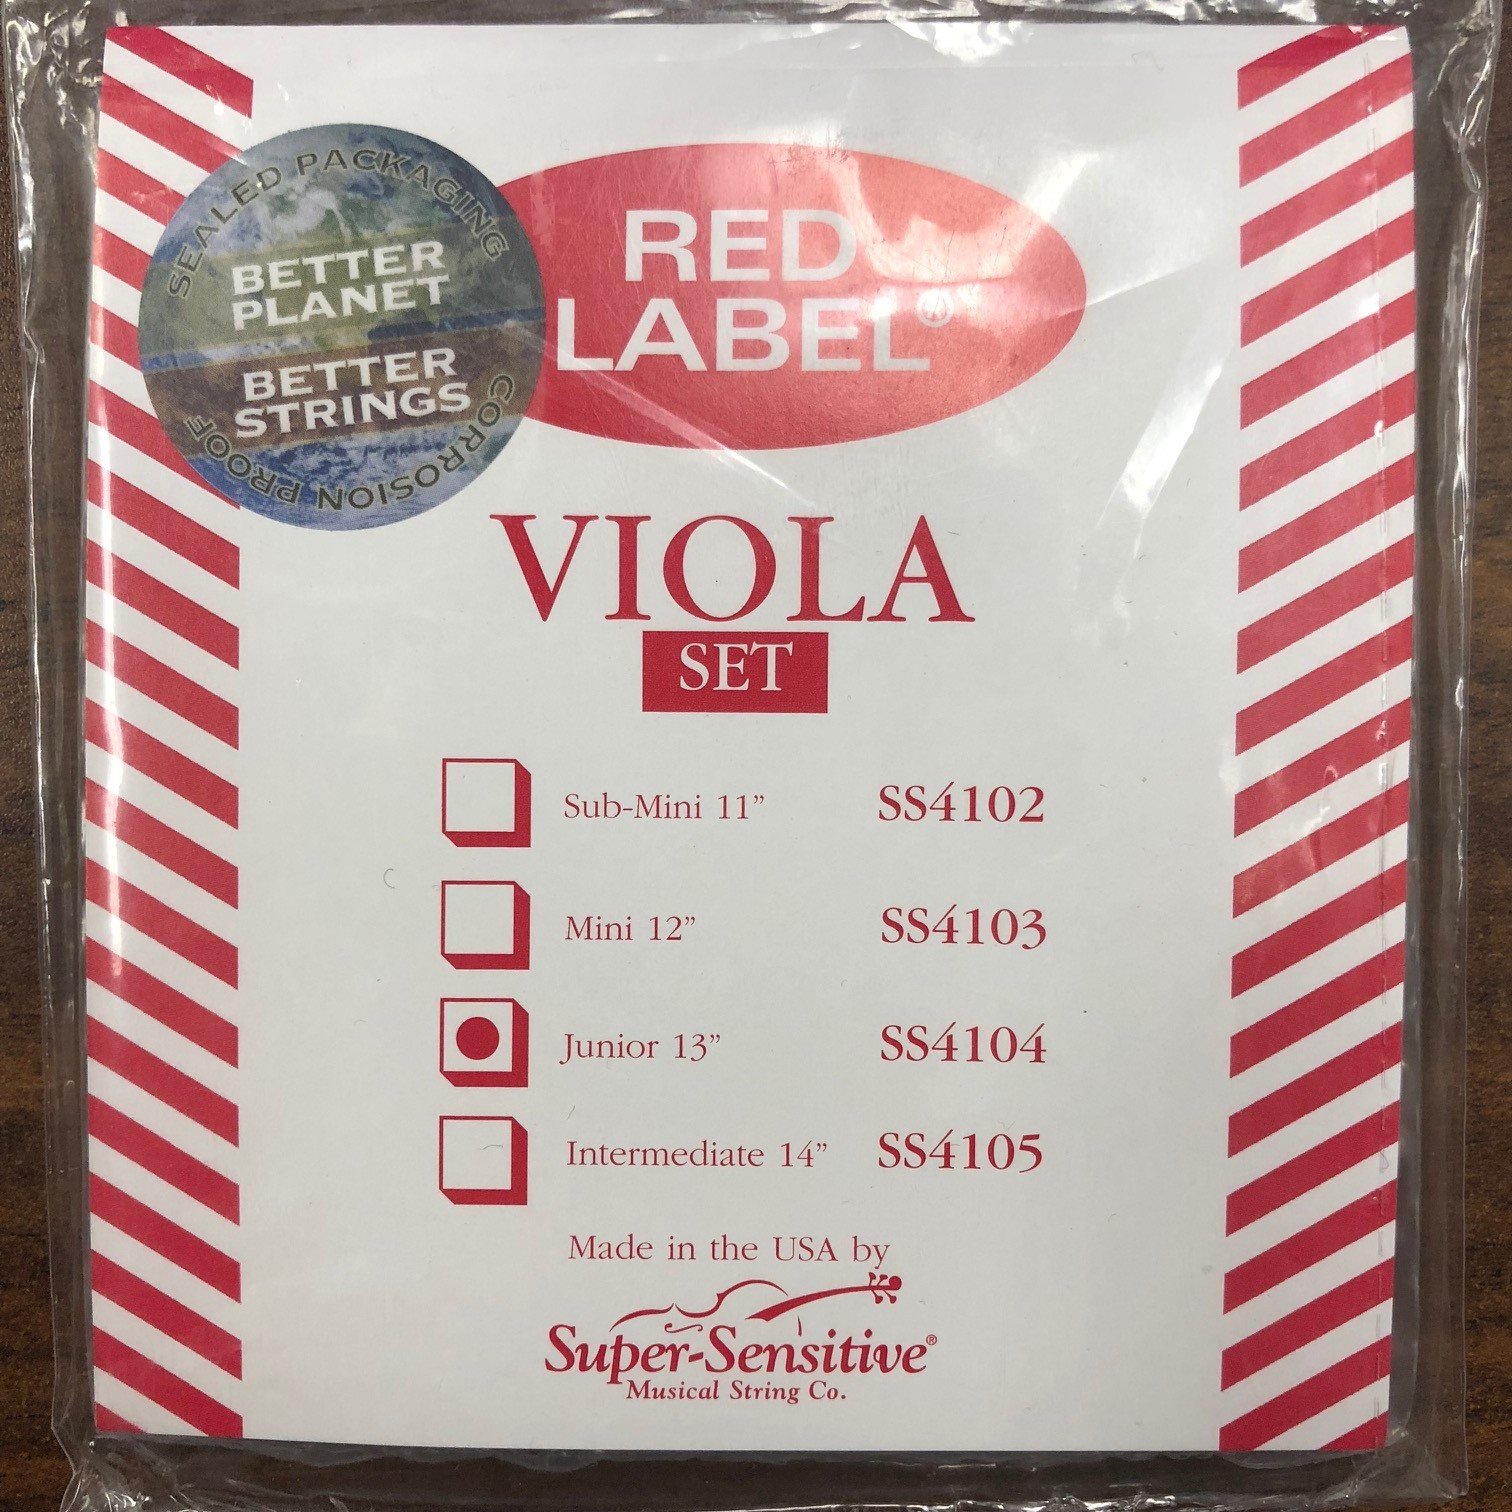 SEALED PACKAGING
BETTER
PLANET
BETTER
STRINGS
CORROSION PROOF
RED
LABEL®
VIOLA
SET
Sub-Mini 11” SS4102
Mini 12” SS4103
Junior 13” SS4104
Intermediate 14” SS4105
Made in the USA by
Super-Sensitive®
Musical String Co.